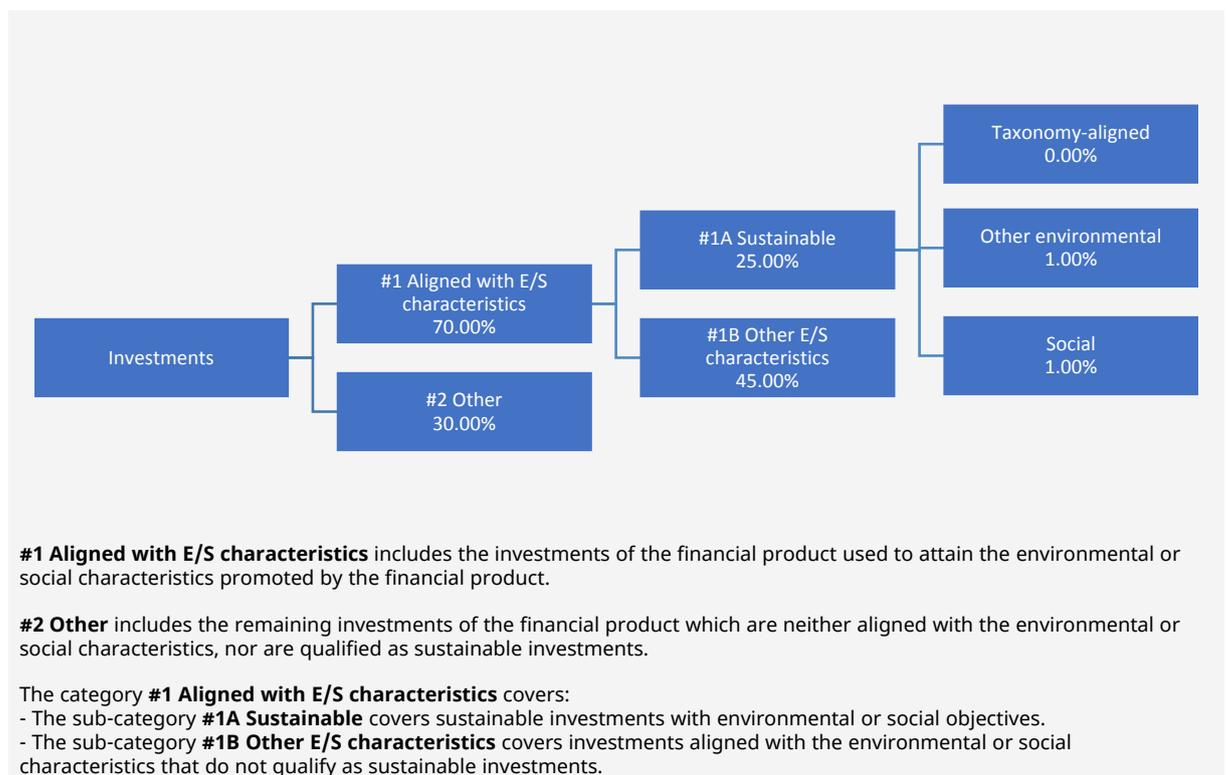 Taxonomy-aligned
0.00%
#1A Sustainable
25.00%
Other environmental
1.00%
#1 Aligned with E/S
characteristics
70.00%
Investments
#1B Other E/S
characteristics
45.00%
Social
1.00%
#2 Other
30.00%
#1 Aligned with E/S characteristics includes the investments of the financial product used to attain the environmental or
social characteristics promoted by the financial product.
#2 Other includes the remaining investments of the financial product which are neither aligned with the environmental or
social characteristics, nor are qualified as sustainable investments.
The category #1 Aligned with E/S characteristics covers:
- The sub-category #1A Sustainable covers sustainable investments with environmental or social objectives.
- The sub-category #1B Other E/S characteristics covers investments aligned with the environmental or social
characteristics that do not qualify as sustainable investments.